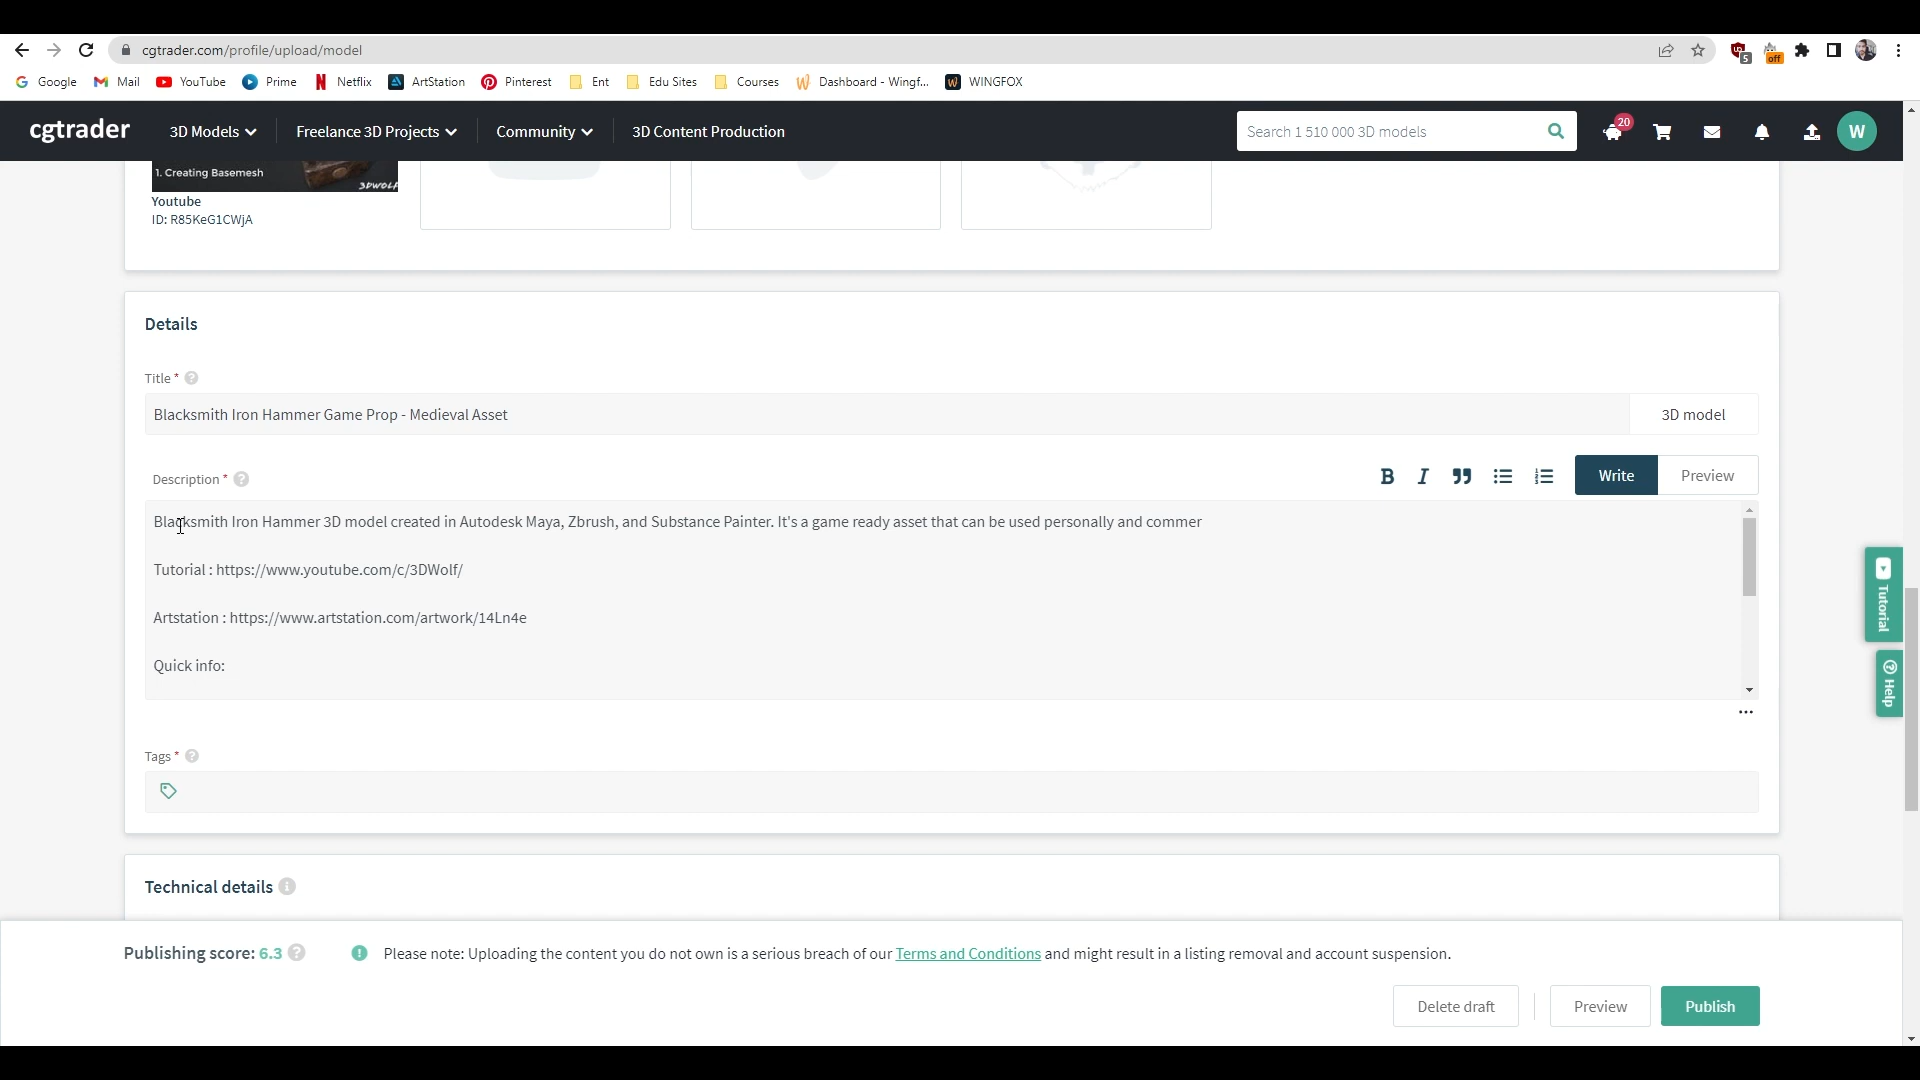 cgtrader.com/profile/upload/model
5
off
Google
Mail
YouTube
Prime
Netflix
ArtStation
Pinterest
Ent
Edu Sites
Courses
Dashboard - Wingf...
WINGFOX
cgtrader
3D Models
Freelance 3D Projects
Community
3D Content Production
Search 1 510 000 3D models
20
W
1. Creating Basemesh
3DWOLF
Youtube
ID: R85KeG1CWjA
Details
Title *
Blacksmith Iron Hammer Game Prop - Medieval Asset
3D model
Description *
B I
Write
Preview
Blacksmith Iron Hammer 3D model created in Autodesk Maya, Zbrush, and Substance Painter. It's a game ready asset that can be used personally and commer
Tutorial : https://www.youtube.com/c/3DWolf/
Artstation : https://www.artstation.com/artwork/14Ln4e
Quick info:
...
Tags *
Tutorial
Help
Technical details
Publishing score: 6.3
Please note: Uploading the content you do not own is a serious breach of our Terms and Conditions and might result in a listing removal and account suspension.
Delete draft
Preview
Publish